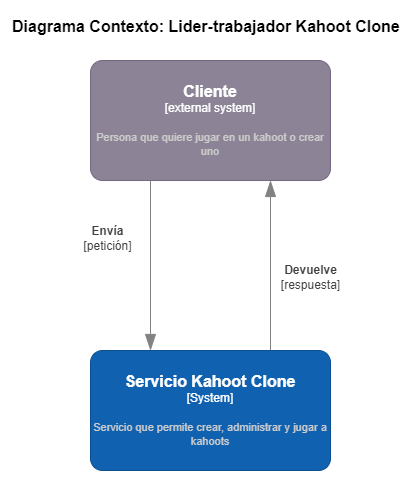 Diagrama Contexto: Lider-trabajador Kahoot Clone
Cliente
[external system]
Persona que quiere jugar en un kahoot o crear
uno
Envía
[petición]
Devuelve
[respuesta]
Servicio Kahoot Clone
[System]
Servicio que permite crear, administrar y jugar a
kahoots